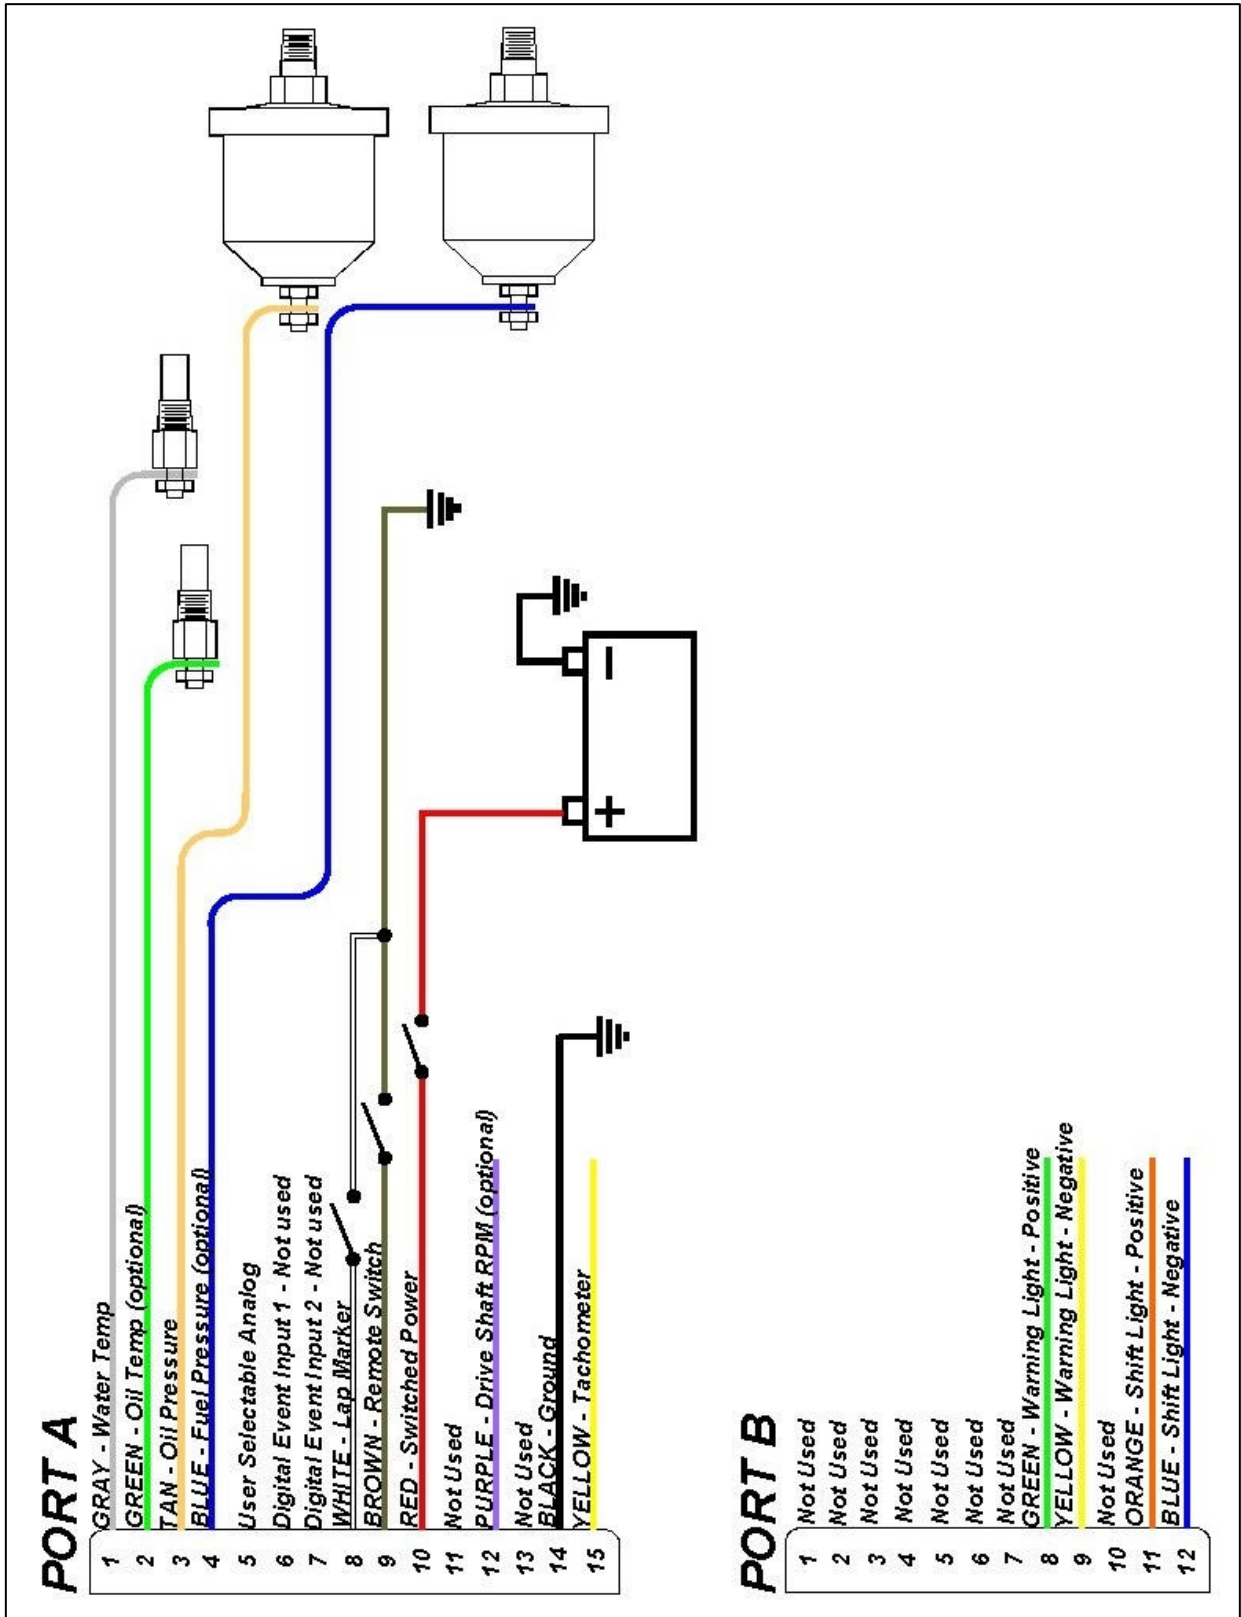 PORT A
1 GRAY - Water Temp
2 GREEN - Oil Temp (optional)
3 TAN - Oil Pressure
4 BLUE - Fuel Pressure (optional)
5 User Selectable Analog
6 Digital Event Input 1 - Not used
7 Digital Event Input 2 - Not used
8 WHITE - Lap Marker
9 BROWN - Remote Switch
10 RED - Switched Power
11 Not Used
12 PURPLE - Drive Shaft RPM (optional)
13 Not Used
14 BLACK - Ground
15 YELLOW - Tachometer
+ −
PORT B
1 Not Used
2 Not Used
3 Not Used
4 Not Used
5 Not Used
6 Not Used
7 Not Used
8 GREEN - Warning Light - Positive
9 YELLOW - Warning Light - Negative
10 Not Used
11 ORANGE - Shift Light - Positive
12 BLUE - Shift Light - Negative